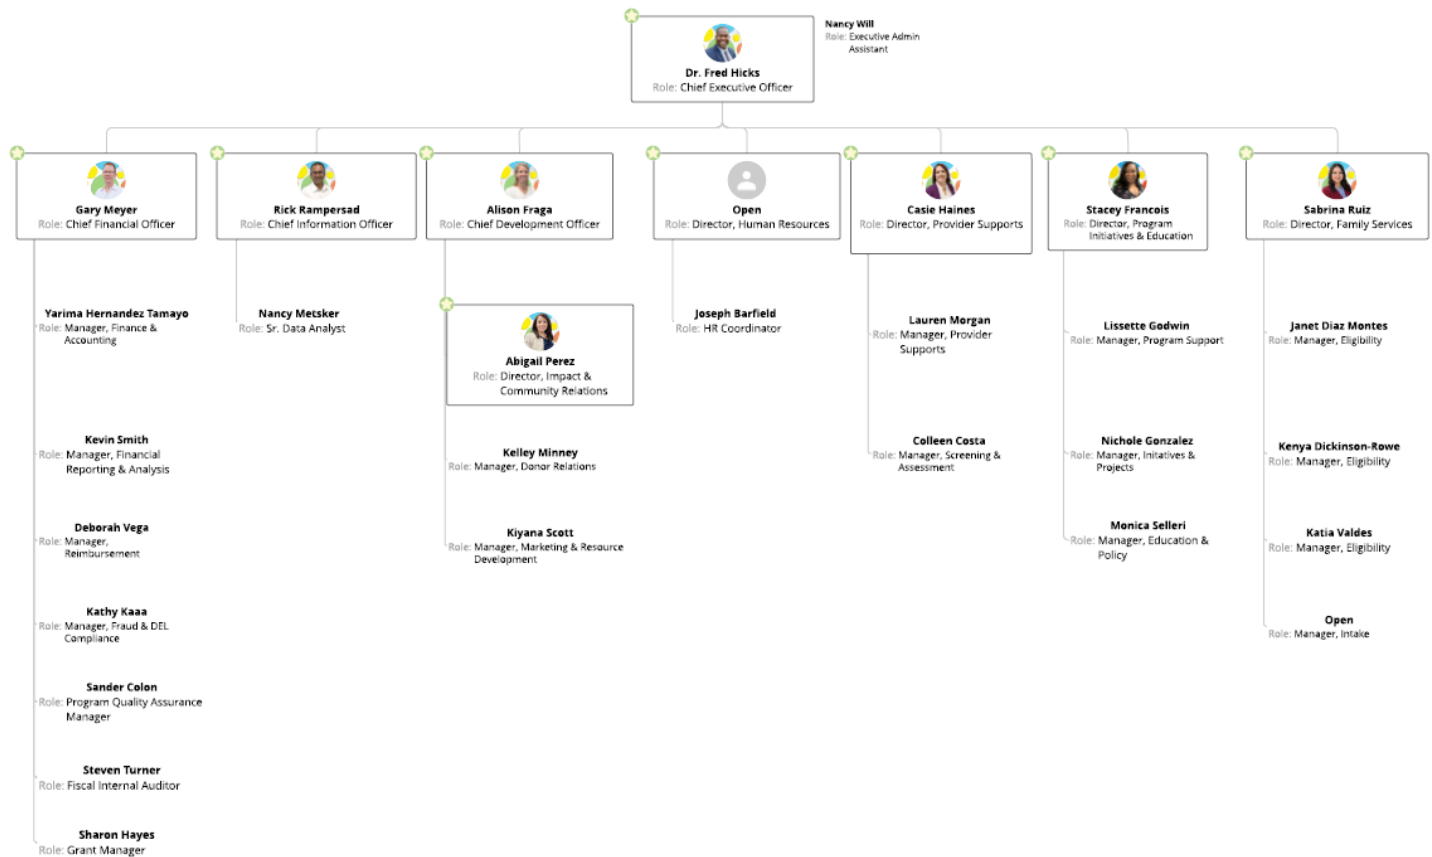 Dr. Fred Hicks
Role: Chief Executive Officer
Nancy Will
Role: Executive Admin
Assistant
Gary Meyer
Role: Chief Financial Officer
Rick Rampersad
Role: Chief Information Officer
Alison Fraga
Role: Chief Development Officer
Open
Role: Director, Human Resources
Casie Haines
Role: Director, Provider Supports
Stacey Francois
Role: Director, Program
Initiatives & Education
Sabrina Ruiz
Role: Director, Family Services
Yarima Hernandez Tamayo
Role: Manager, Finance &
Accounting
Kevin Smith
Role: Manager, Financial
Reporting & Analysis
Deborah Vega
Role: Manager,
Reimbursement
Kathy Kaaa
Role: Manager, Fraud & DEL
Compliance
Sander Colon
Role: Program Quality Assurance
Manager
Steven Turner
Role: Fiscal Internal Auditor
Sharon Hayes
Role: Grant Manager
Nancy Metsker
Role: Sr. Data Analyst
Abigail Perez
Role: Director, Impact &
Community Relations
Kelley Minney
Role: Manager, Donor Relations
Kiyana Scott
Role: Manager, Marketing & Resource
Development
Joseph Barfield
Role: HR Coordinator
Lauren Morgan
Role: Manager, Provider
Supports
Colleen Costa
Role: Manager, Screening &
Assessment
Lissette Godwin
Role: Manager, Program Support
Nichole Gonzalez
Role: Manager, Initatives &
Projects
Monica Selleri
Role: Manager, Education &
Policy
Janet Diaz Montes
Role: Manager, Eligibility
Kenya Dickinson-Rowe
Role: Manager, Eligibility
Katia Valdes
Role: Manager, Eligibility
Open
Role: Manager, Intake